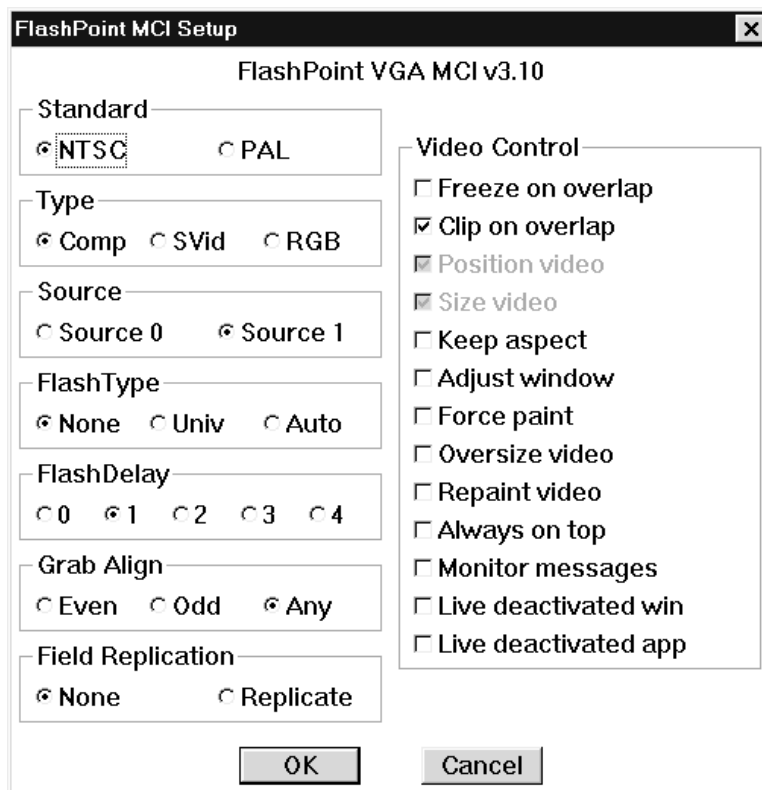 FlashPoint MCI Setup
FlashPoint VGA MCI v3.10
Standard
NTSC PAL
Type
Comp SVid RGB
Source
Source 0 Source 1
FlashType
None Univ Auto
FlashDelay
0 1 2 3 4
Grab Align
Even Odd Any
Field Replication
None Replicate
Video Control
Freeze on overlap
Clip on overlap
Position video
Size video
Keep aspect
Adjust window
Force paint
Oversize video
Repaint video
Always on top
Monitor messages
Live deactivated win
Live deactivated app
OK Cancel